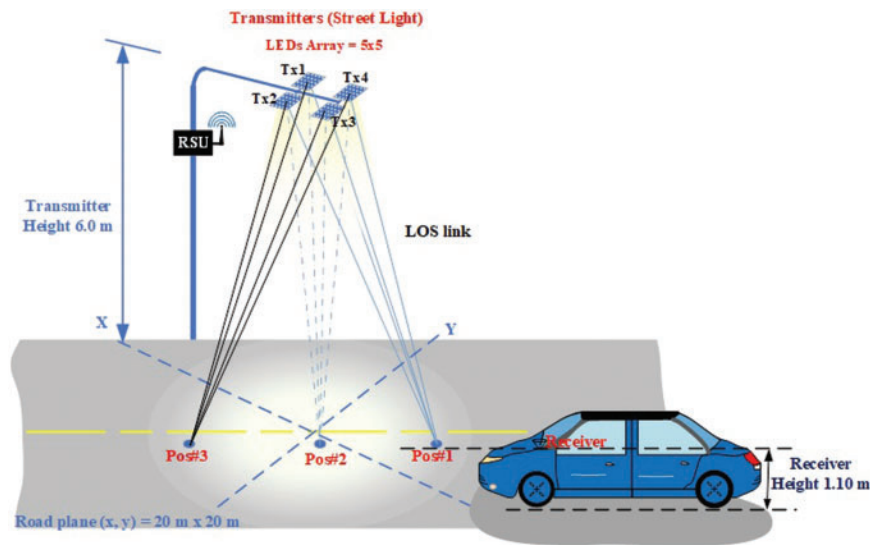 Transmitters (Street Light)
LEDs Array = 5x5
Tx1
Tx4
Tx2
Tx3
RSU
Transmitter
Height 6.0 m
LOS link
X
Y
Pos#3
Pos#2
Pos#1
Receiver
Receiver
Height 1.10 m
Road plane (x, y) = 20 m x 20 m